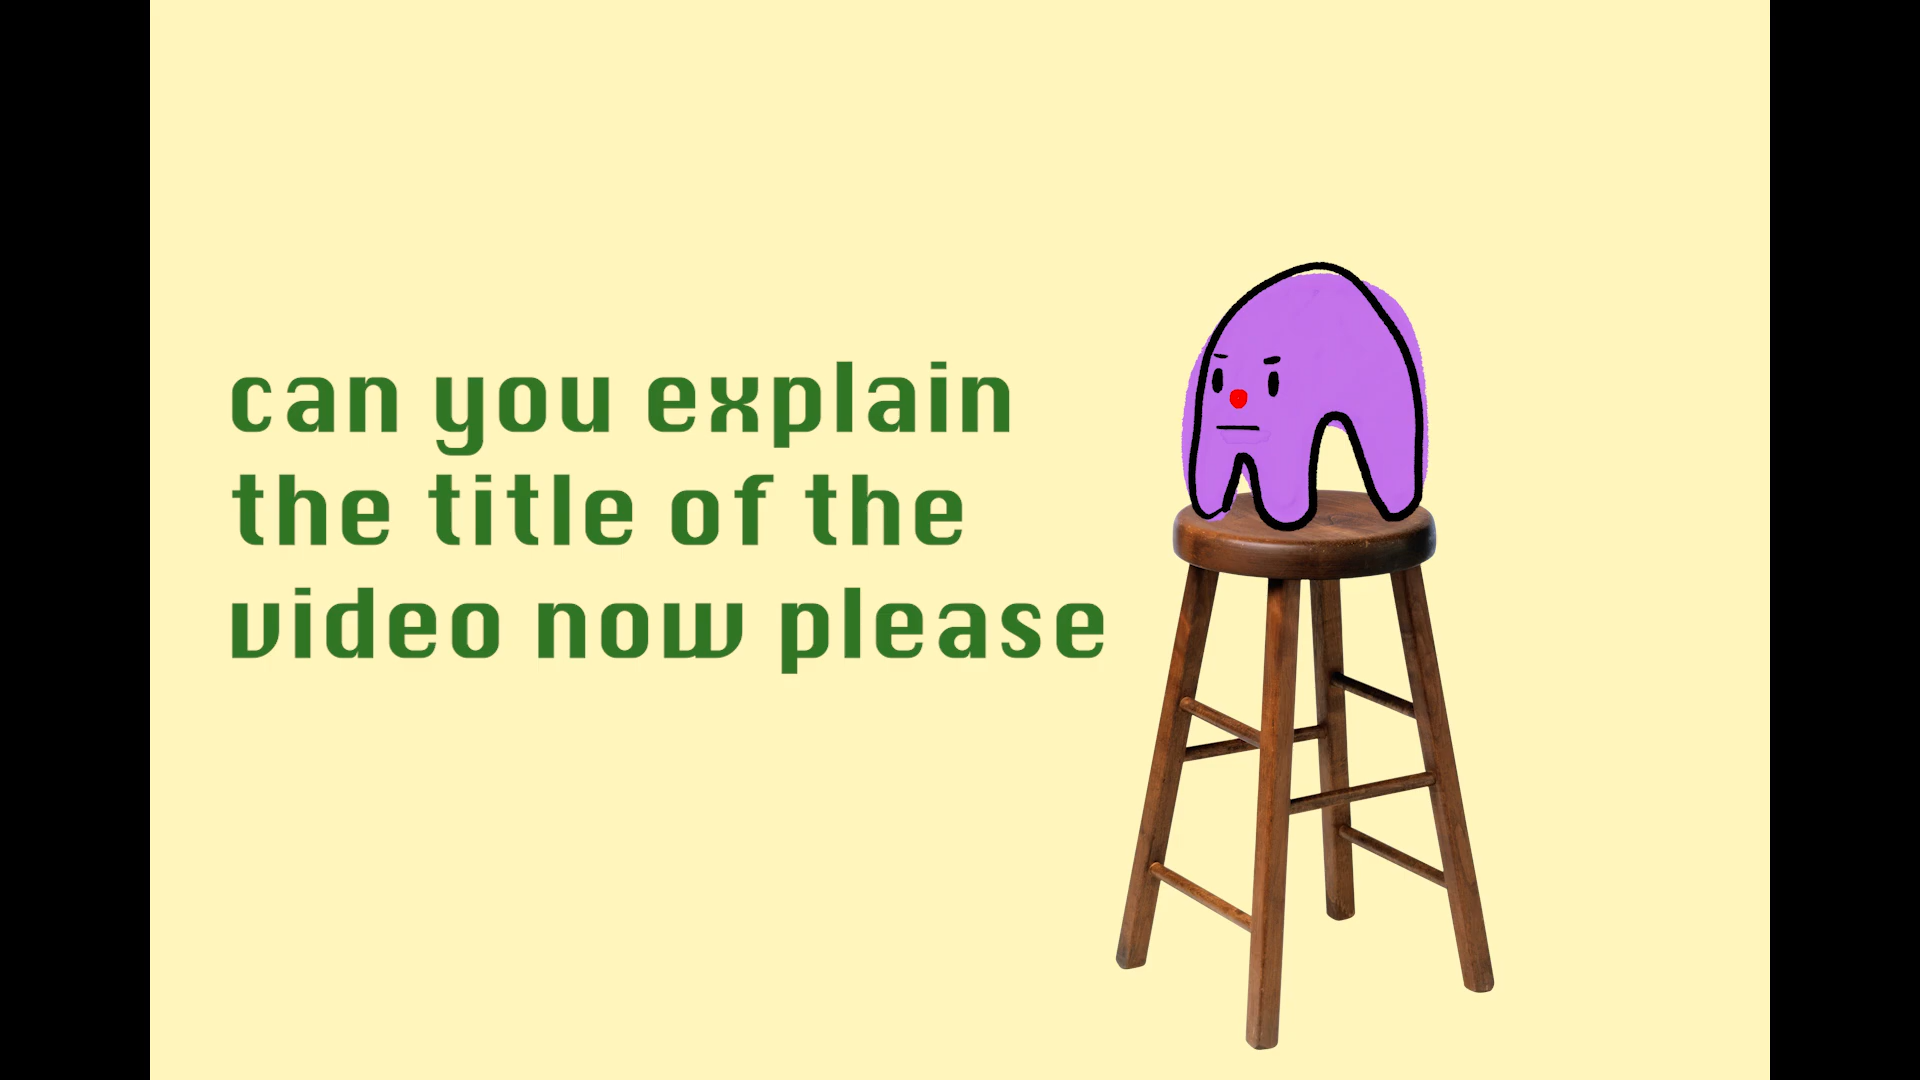 can you explain
the title of the
video now please